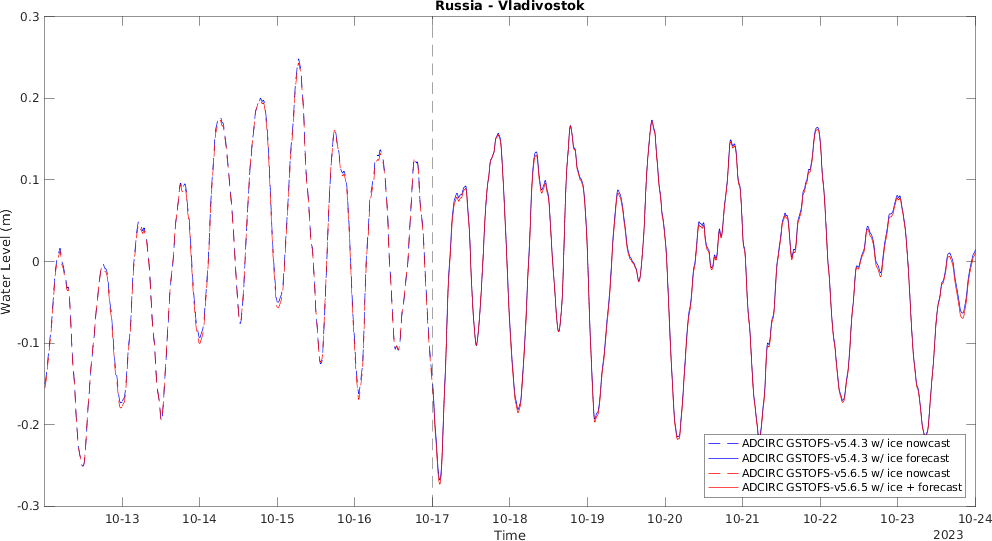 Russia - Vladivostok
Water Level (m)
0.3
0.2
0.1
0
-0.1
-0.2
-0.3
10-13
10-14
10-15
10-16
10-17
10-18
10-19
10-20
10-21
10-22
10-23
10-24
Time
2023
ADCIRC GSTOFS-v5.4.3 w/ ice nowcast
ADCIRC GSTOFS-v5.4.3 w/ ice forecast
ADCIRC GSTOFS-v5.6.5 w/ ice nowcast
ADCIRC GSTOFS-v5.6.5 w/ ice + forecast